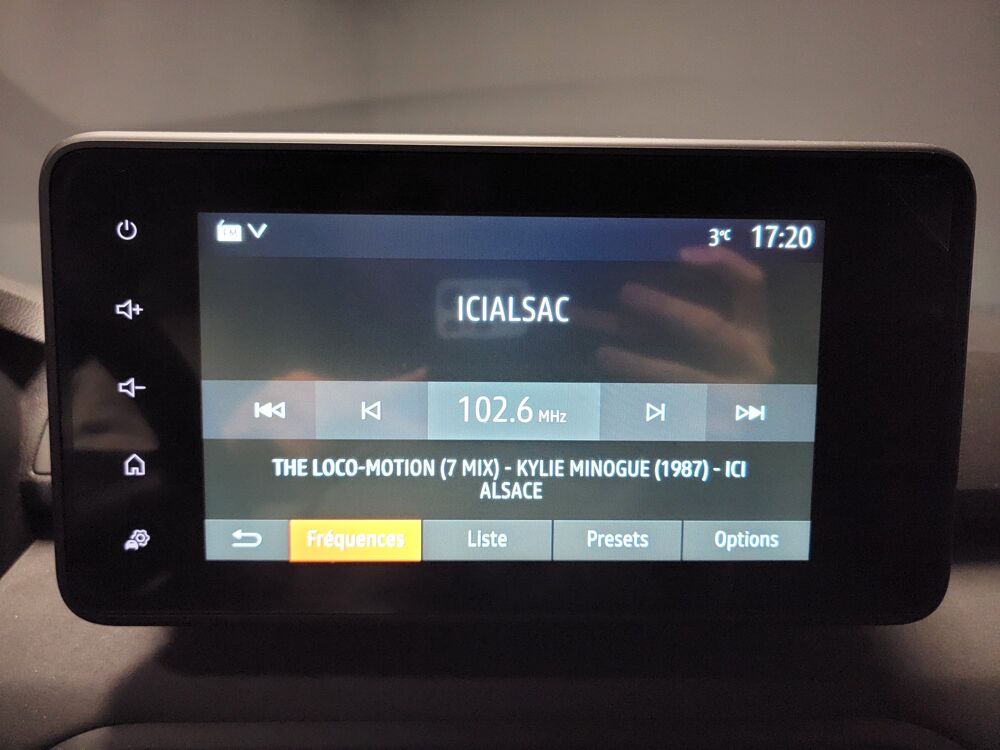 FM
3°C 17:20
ICIALSAC
102.6 MHz
THE LOCO-MOTION (7 MIX) - KYLIE MINOGUE (1987) - ICI
ALSACE
Fréquences Liste Presets Options